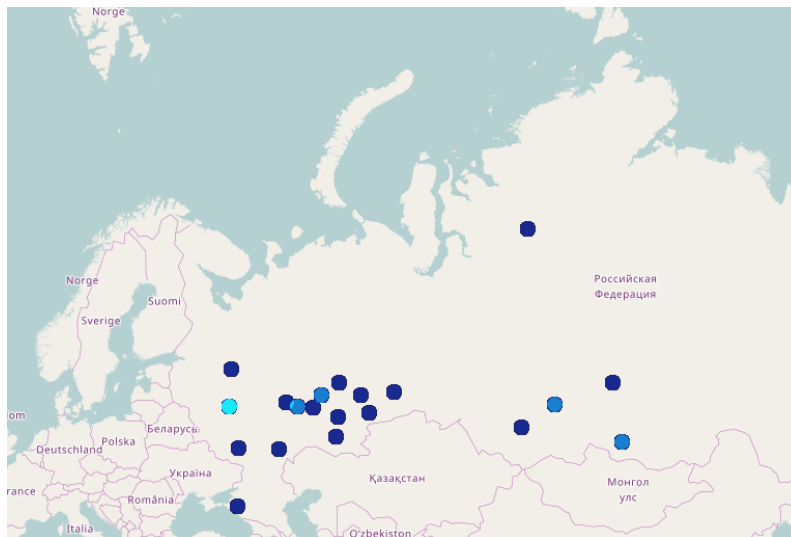 Norge
Norge
Suomi
Sverige
Российская
Федерация
om
Беларусь
Polska
Deutschland
Україна
Қазақстан
Монгол
улс
rance
România
Italia
O'zbekiston